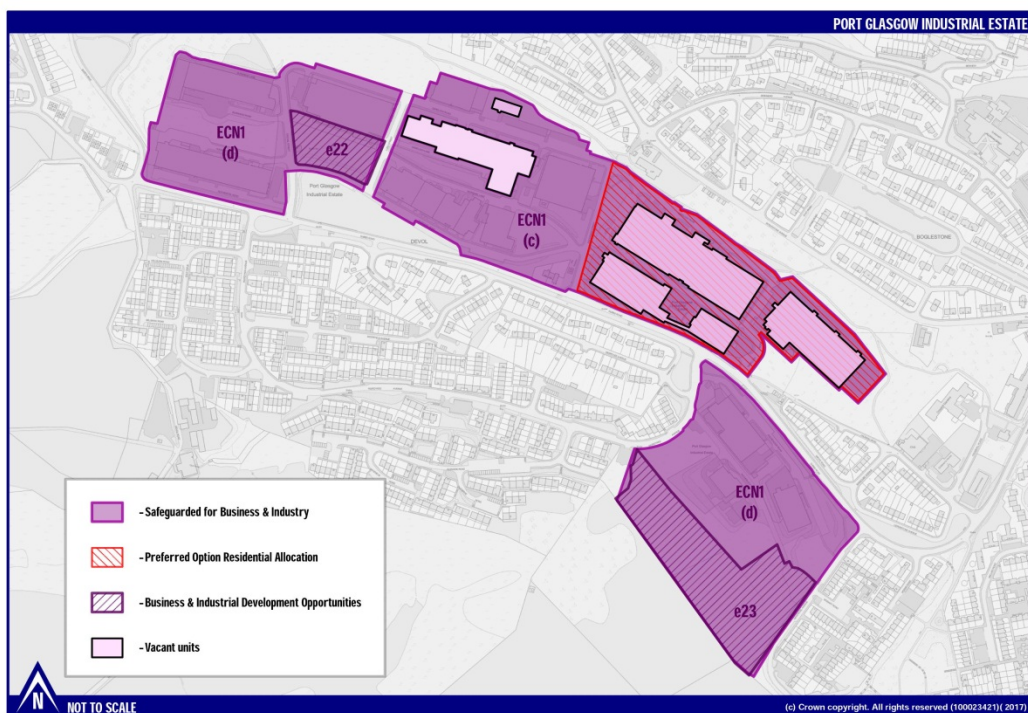 PORT GLASGOW INDUSTRIAL ESTATE
ECN1
(d)
e22
Port Glasgow
Industrial Estate
DEVOL
ECN1
(c)
BOGLESTONE
ECN1
(d)
e23
- Safeguarded for Business & Industry
- Preferred Option Residential Allocation
- Business & Industrial Development Opportunities
- Vacant units
N
NOT TO SCALE
(c) Crown copyright. All rights reserved (100023421)( 2017)